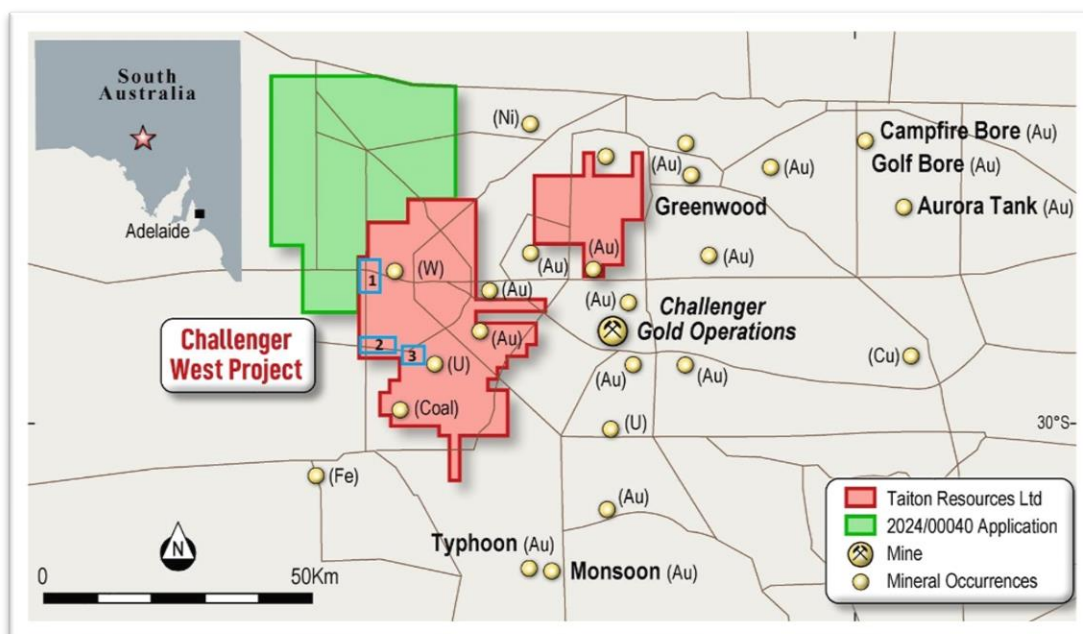 South
Australia
Adelaide
(Ni)
(Au)
(Au)
Campfire Bore (Au)
Golf Bore (Au)
Aurora Tank (Au)
Greenwood
(W)
(Au)
(Au)
(Au)
(Au)
1
2
3
(Au)
(Au)
Challenger
Gold Operations
Challenger
West Project
(U)
(Au)
(Au)
(Cu)
(Coal)
(U)
30°S
(Fe)
(Au)
Typhoon (Au)
Monsoon (Au)
N
0
50Km
Taiton Resources Ltd
2024/00040 Application
Mine
Mineral Occurrences